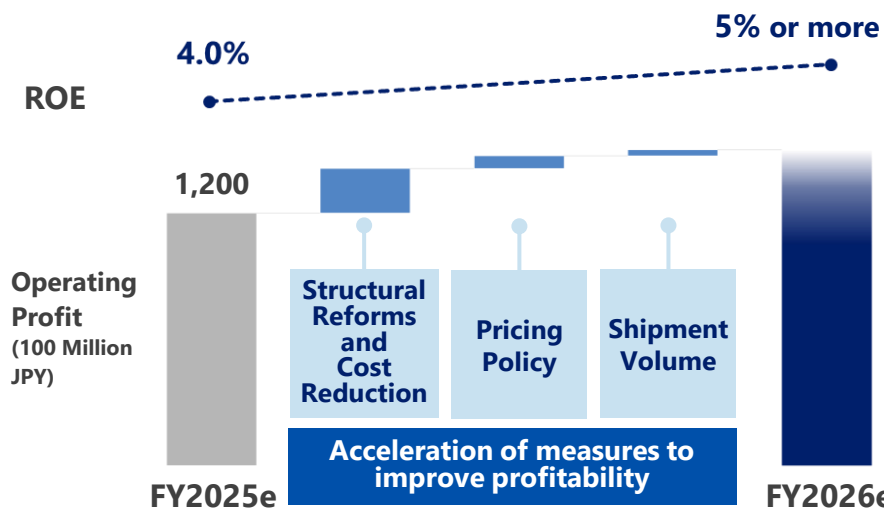 5% or more
4.0%
ROE
1,200
Operating
Profit
(100 Million
JPY)
Structural
Reforms
and
Cost
Reduction
Pricing
Policy
Shipment
Volume
Acceleration of measures to
improve profitability
FY2025e
FY2026e